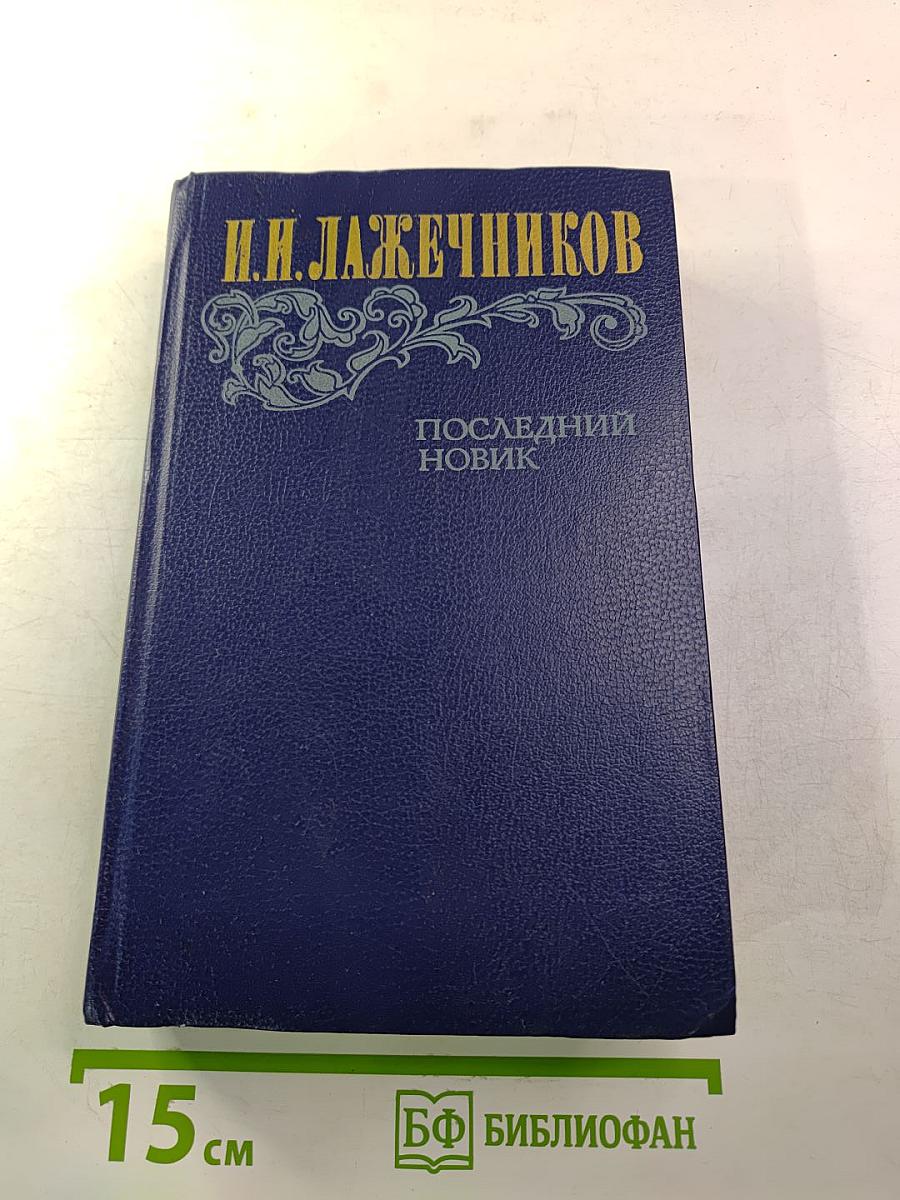 И.И. ЛАЖЕЧНИКОВ
ПОСЛЕДНИЙ
НОВИК
15 см
БФ БИБЛИОФАН